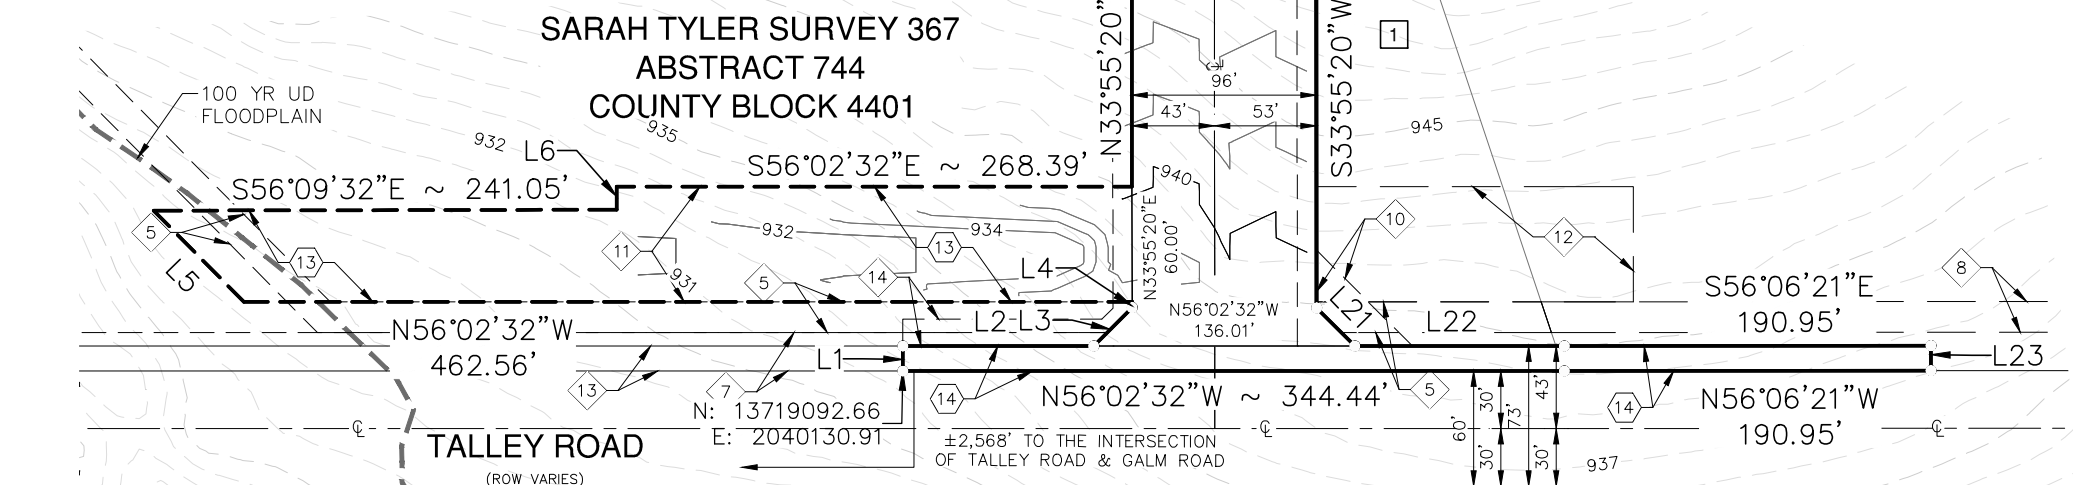 SARAH TYLER SURVEY 367
ABSTRACT 744
COUNTY BLOCK 4401
N33°55'20"
S33°55'20"W
1
100 YR UD
FLOODPLAIN
932
935
L6
S56°09'32"E ~ 241.05'
S56°02'32"E ~ 268.39'
96'
43'
53'
945
940
5
13
L5
11
932
931
934
13
14
5
L4
N33°55'20"E
60.00'
10
12
8
N56°02'32"W
136.01'
L21
L22
S56°06'21"E
190.95'
N56°02'32"W
462.56'
L2
L3
L1
L23
13
7
14
N56°02'32"W ~ 344.44'
5
14
N56°06'21"W
190.95'
N: 13719092.66
E: 2040130.91
60'
30'
30'
73'
43'
30'
℄
℄
℄
TALLEY ROAD
(ROW VARIES)
±2,568' TO THE INTERSECTION
OF TALLEY ROAD & GALM ROAD
937